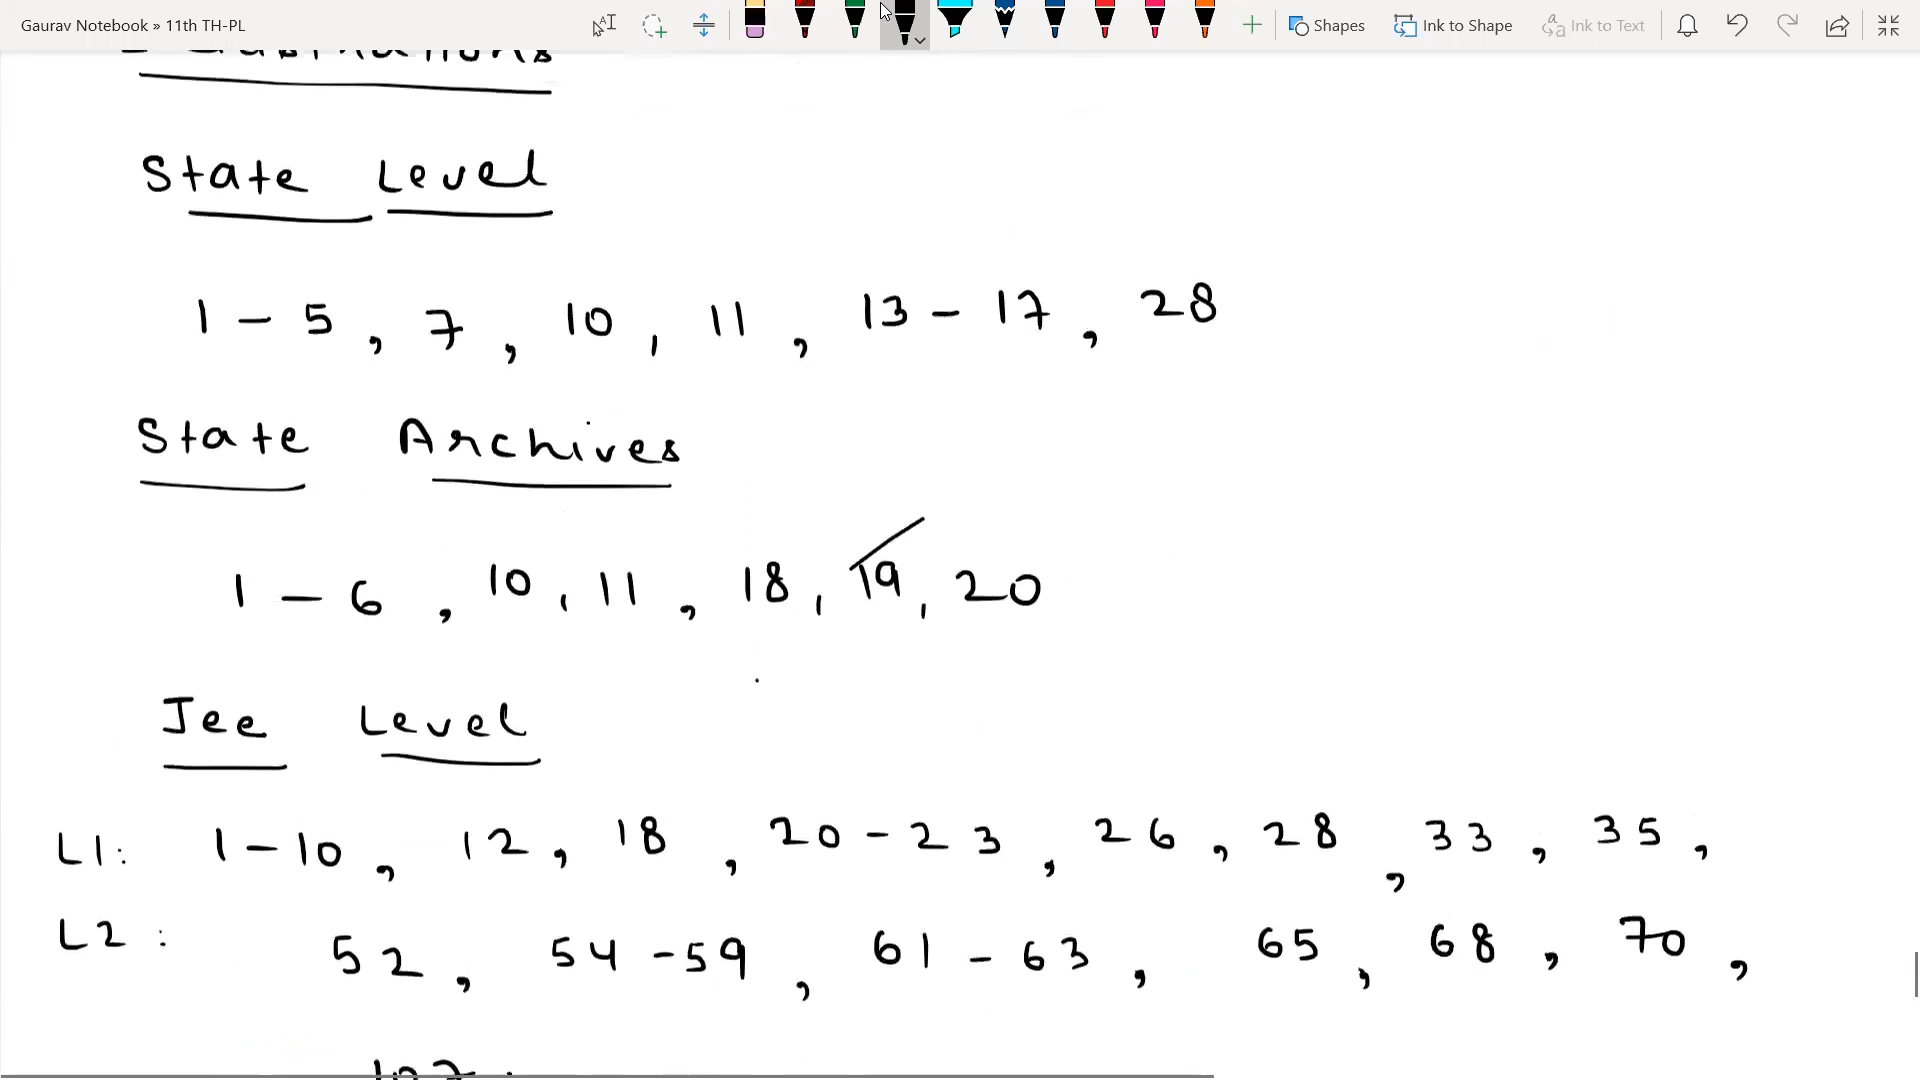 Gaurav Notebook » 11th TH-PL
Shapes
Ink to Shape
Ink to Text
State Level
1 - 5 , 7 , 10 , 11 , 13 - 17 , 28
State Archives
1 - 6 , 10 , 11 , 18 , 19 , 20
Jee Level
L1: 1 - 10 , 12 , 18 , 20 - 23 , 26 , 28 , 33 , 35 ,
L2 : 52 , 54 - 59 , 61 - 63 , 65 , 68 , 70 ,